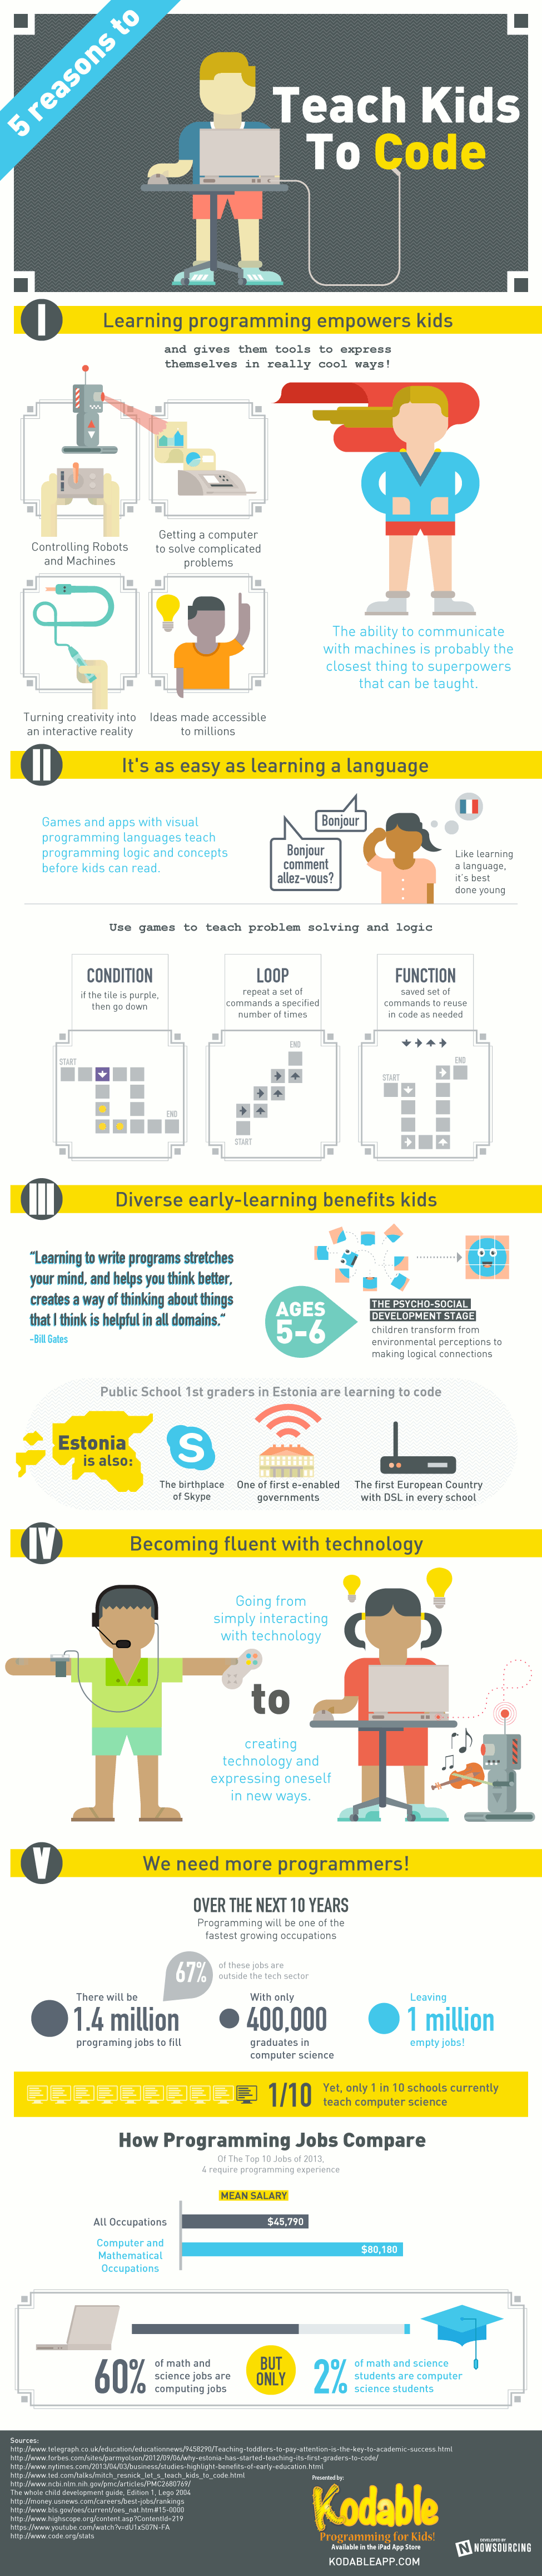 5 reasons to
Teach Kids
To Code
I
Learning programming empowers kids
and gives them tools to express
themselves in really cool ways!
Controlling Robots
and Machines
Getting a computer
to solve complicated
problems
Turning creativity into
an interactive reality
Ideas made accessible
to millions
The ability to communicate
with machines is probably the
closest thing to superpowers
that can be taught.
II
It's as easy as learning a language
Games and apps with visual
programming languages teach
programming logic and concepts
before kids can read.
Bonjour
Bonjour
comment
allez-vous?
Like learning
a language,
it's best
done young
Use games to teach problem solving and logic
CONDITION
if the tile is purple,
then go down
START
END
LOOP
repeat a set of
commands a specified
number of times
END
START
FUNCTION
saved set of
commands to reuse
in code as needed
START
END
III
Diverse early-learning benefits kids
"Learning to write programs stretches
your mind, and helps you think better,
creates a way of thinking about things
that I think is helpful in all domains."
-Bill Gates
AGES
5-6
THE PSYCHO-SOCIAL
DEVELOPMENT STAGE
children transform from
environmental perceptions to
making logical connections
Public School 1st graders in Estonia are learning to code
Estonia
is also:
The birthplace
of Skype
One of first e-enabled
governments
The first European Country
with DSL in every school
IV
Becoming fluent with technology
Going from
simply interacting
with technology
to
creating
technology and
expressing oneself
in new ways.
V
We need more programmers!
OVER THE NEXT 10 YEARS
Programming will be one of the
fastest growing occupations
67%
of these jobs are
outside the tech sector
There will be
1.4 million
programing jobs to fill
With only
400,000
graduates in
computer science
Leaving
1 million
empty jobs!
1/10
Yet, only 1 in 10 schools currently
teach computer science
How Programming Jobs Compare
Of The Top 10 Jobs of 2013,
4 require programming experience
MEAN SALARY
All Occupations
$45,790
Computer and
Mathematical
Occupations
$80,180
60%
of math and
science jobs are
computing jobs
BUT
ONLY
2%
of math and science
students are computer
science students
Sources:
http://www.telegraph.co.uk/education/educationnews/9458290/Teaching-toddlers-to-pay-attention-is-the-key-to-academic-success.html
http://www.forbes.com/sites/parmyolson/2012/09/06/why-estonia-has-started-teaching-its-first-graders-to-code/
http://www.nytimes.com/2013/04/03/business/studies-highlight-benefits-of-early-education.html
http://www.ted.com/talks/mitch_resnick_let_s_teach_kids_to_code.html
http://www.ncbi.nlm.nih.gov/pmc/articles/PMC2680769/
The whole child development guide, Edition 1, Lego 2004
http://money.usnews.com/careers/best-jobs/rankings
http://www.bls.gov/oes/current/oes_nat.htm#15-0000
http://www.highscope.org/content.asp?ContentId=219
https://www.youtube.com/watch?v=dU1xS07N-FA
http://www.code.org/stats
Presented by:
Kodable
Programming for Kids!
Available in the iPad App Store
KODABLEAPP.COM
DEVELOPED BY
NOWSOURCING